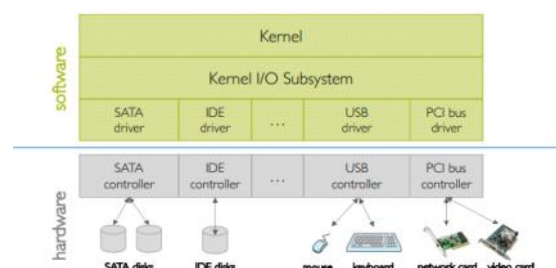 Kernel
Kernel I/O Subsystem
software
SATA driver
IDE driver
...
USB driver
PCI bus driver
hardware
SATA controller
IDE controller
...
USB controller
PCI bus controller
SATA disks
IDE disks
mouse
keyboard
network card
video card